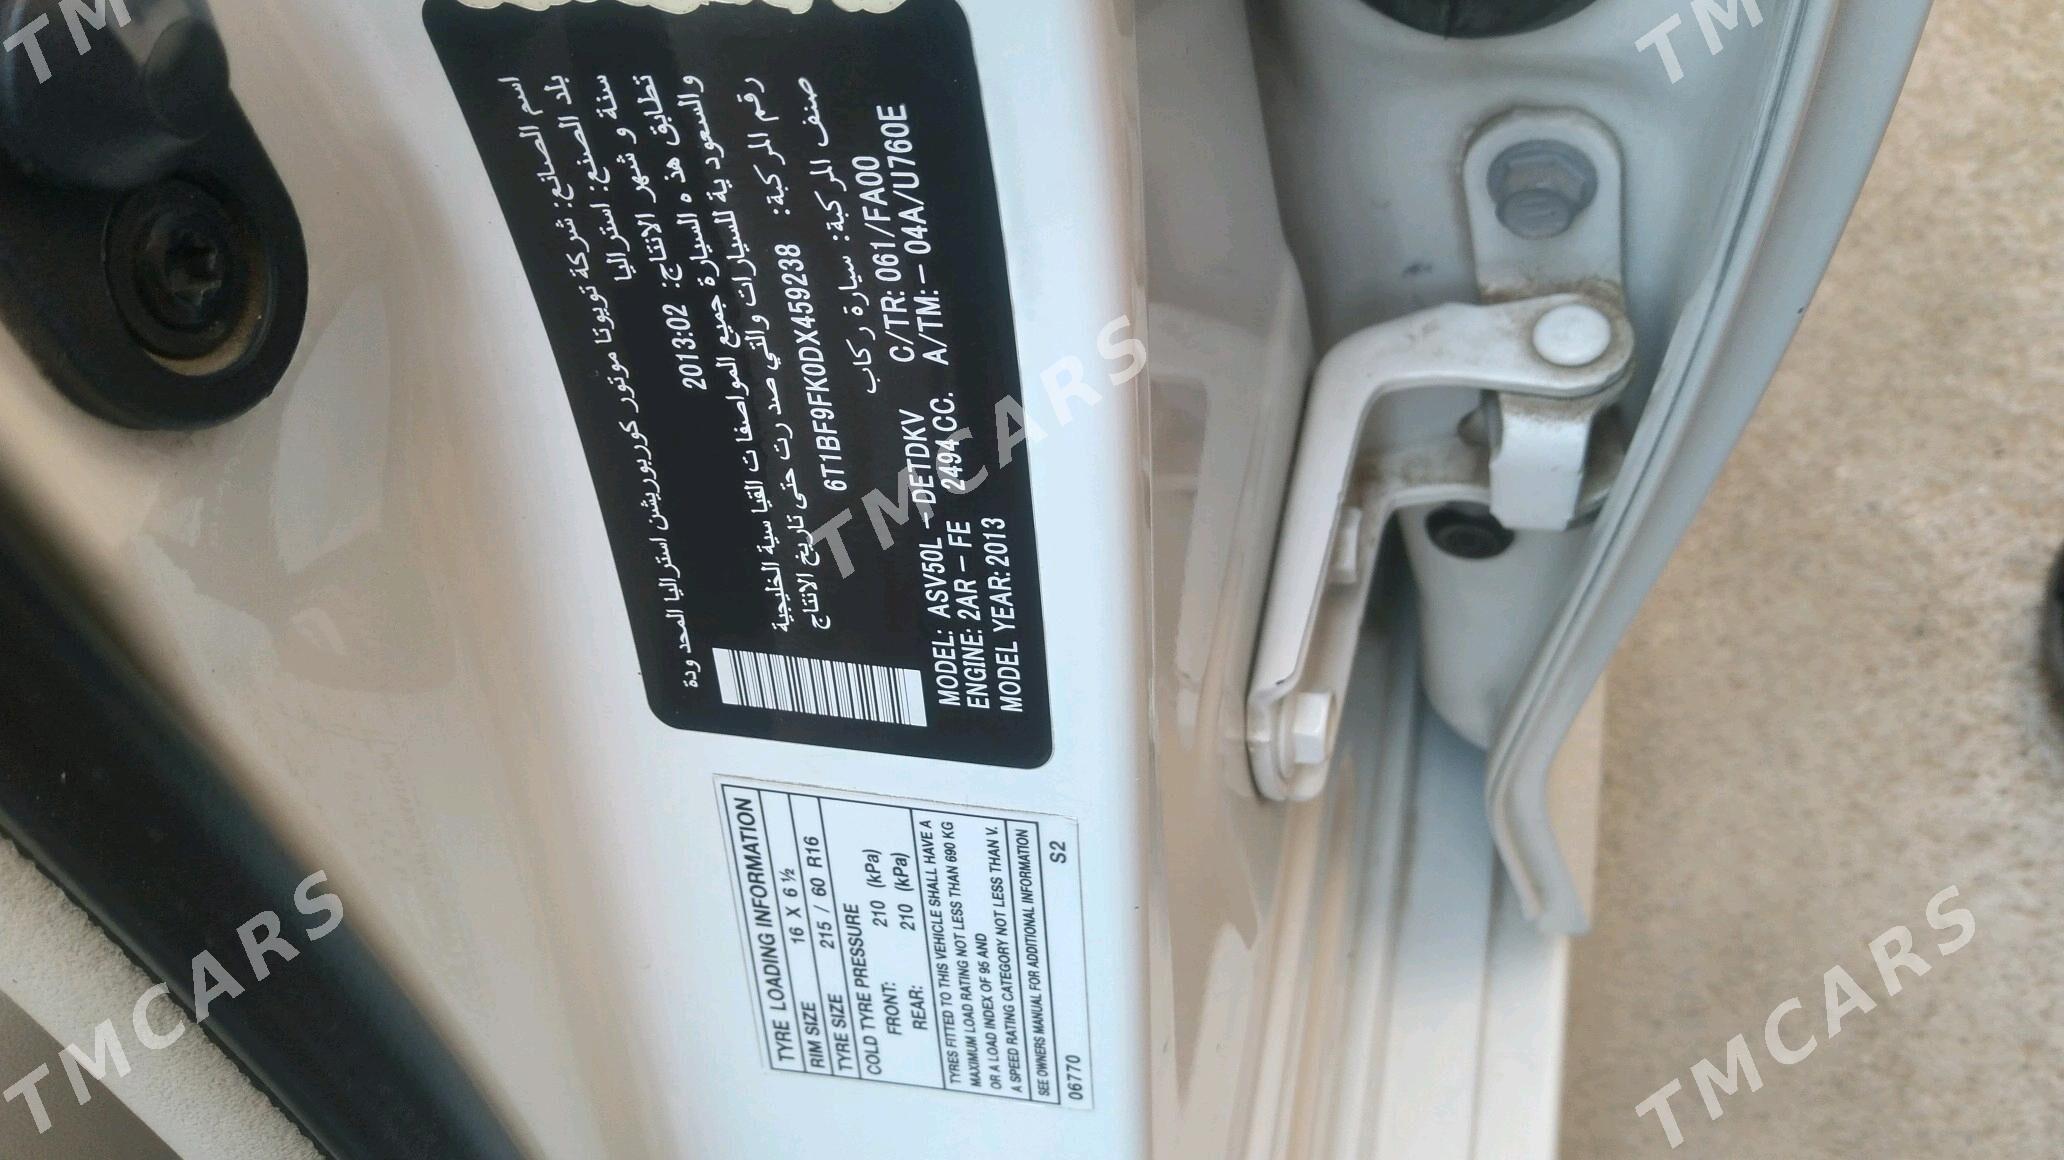 اسم الصانع: شركة تويوتا موتور كوربوريشن استراليا المحدودة
بلد الصنع: استراليا
سنة و شهر الانتاج: 2013:02
تطابق هذه السيارة جميع المواصفات القياسية الخليجية
والسعودية للسيارات والتي صدرت حتى تاريخ الانتاج
رقم المركبة: 6T1BF9FK0DX459238
صنف المركبة: سيارة ركاب
MODEL: ASV50L – DETDKV C/TR: 061/FA00
ENGINE: 2AR – FE 2494 CC. A/TM: – 04A/U760E
MODEL YEAR: 2013
TYRE LOADING INFORMATION
RIM SIZE 16 X 6 ½
TYRE SIZE 215 / 60 R16
COLD TYRE PRESSURE
FRONT: 210 (kPa)
REAR: 210 (kPa)
TYRES FITTED TO THIS VEHICLE SHALL HAVE A
MAXIMUM LOAD RATING NOT LESS THAN 690 KG
OR A LOAD INDEX OF 95 AND
A SPEED RATING CATEGORY NOT LESS THAN V.
SEE OWNERS MANUAL FOR ADDITIONAL INFORMATION
06770 S2
TMCARS
TMCARS
TMCARS
TM
TM